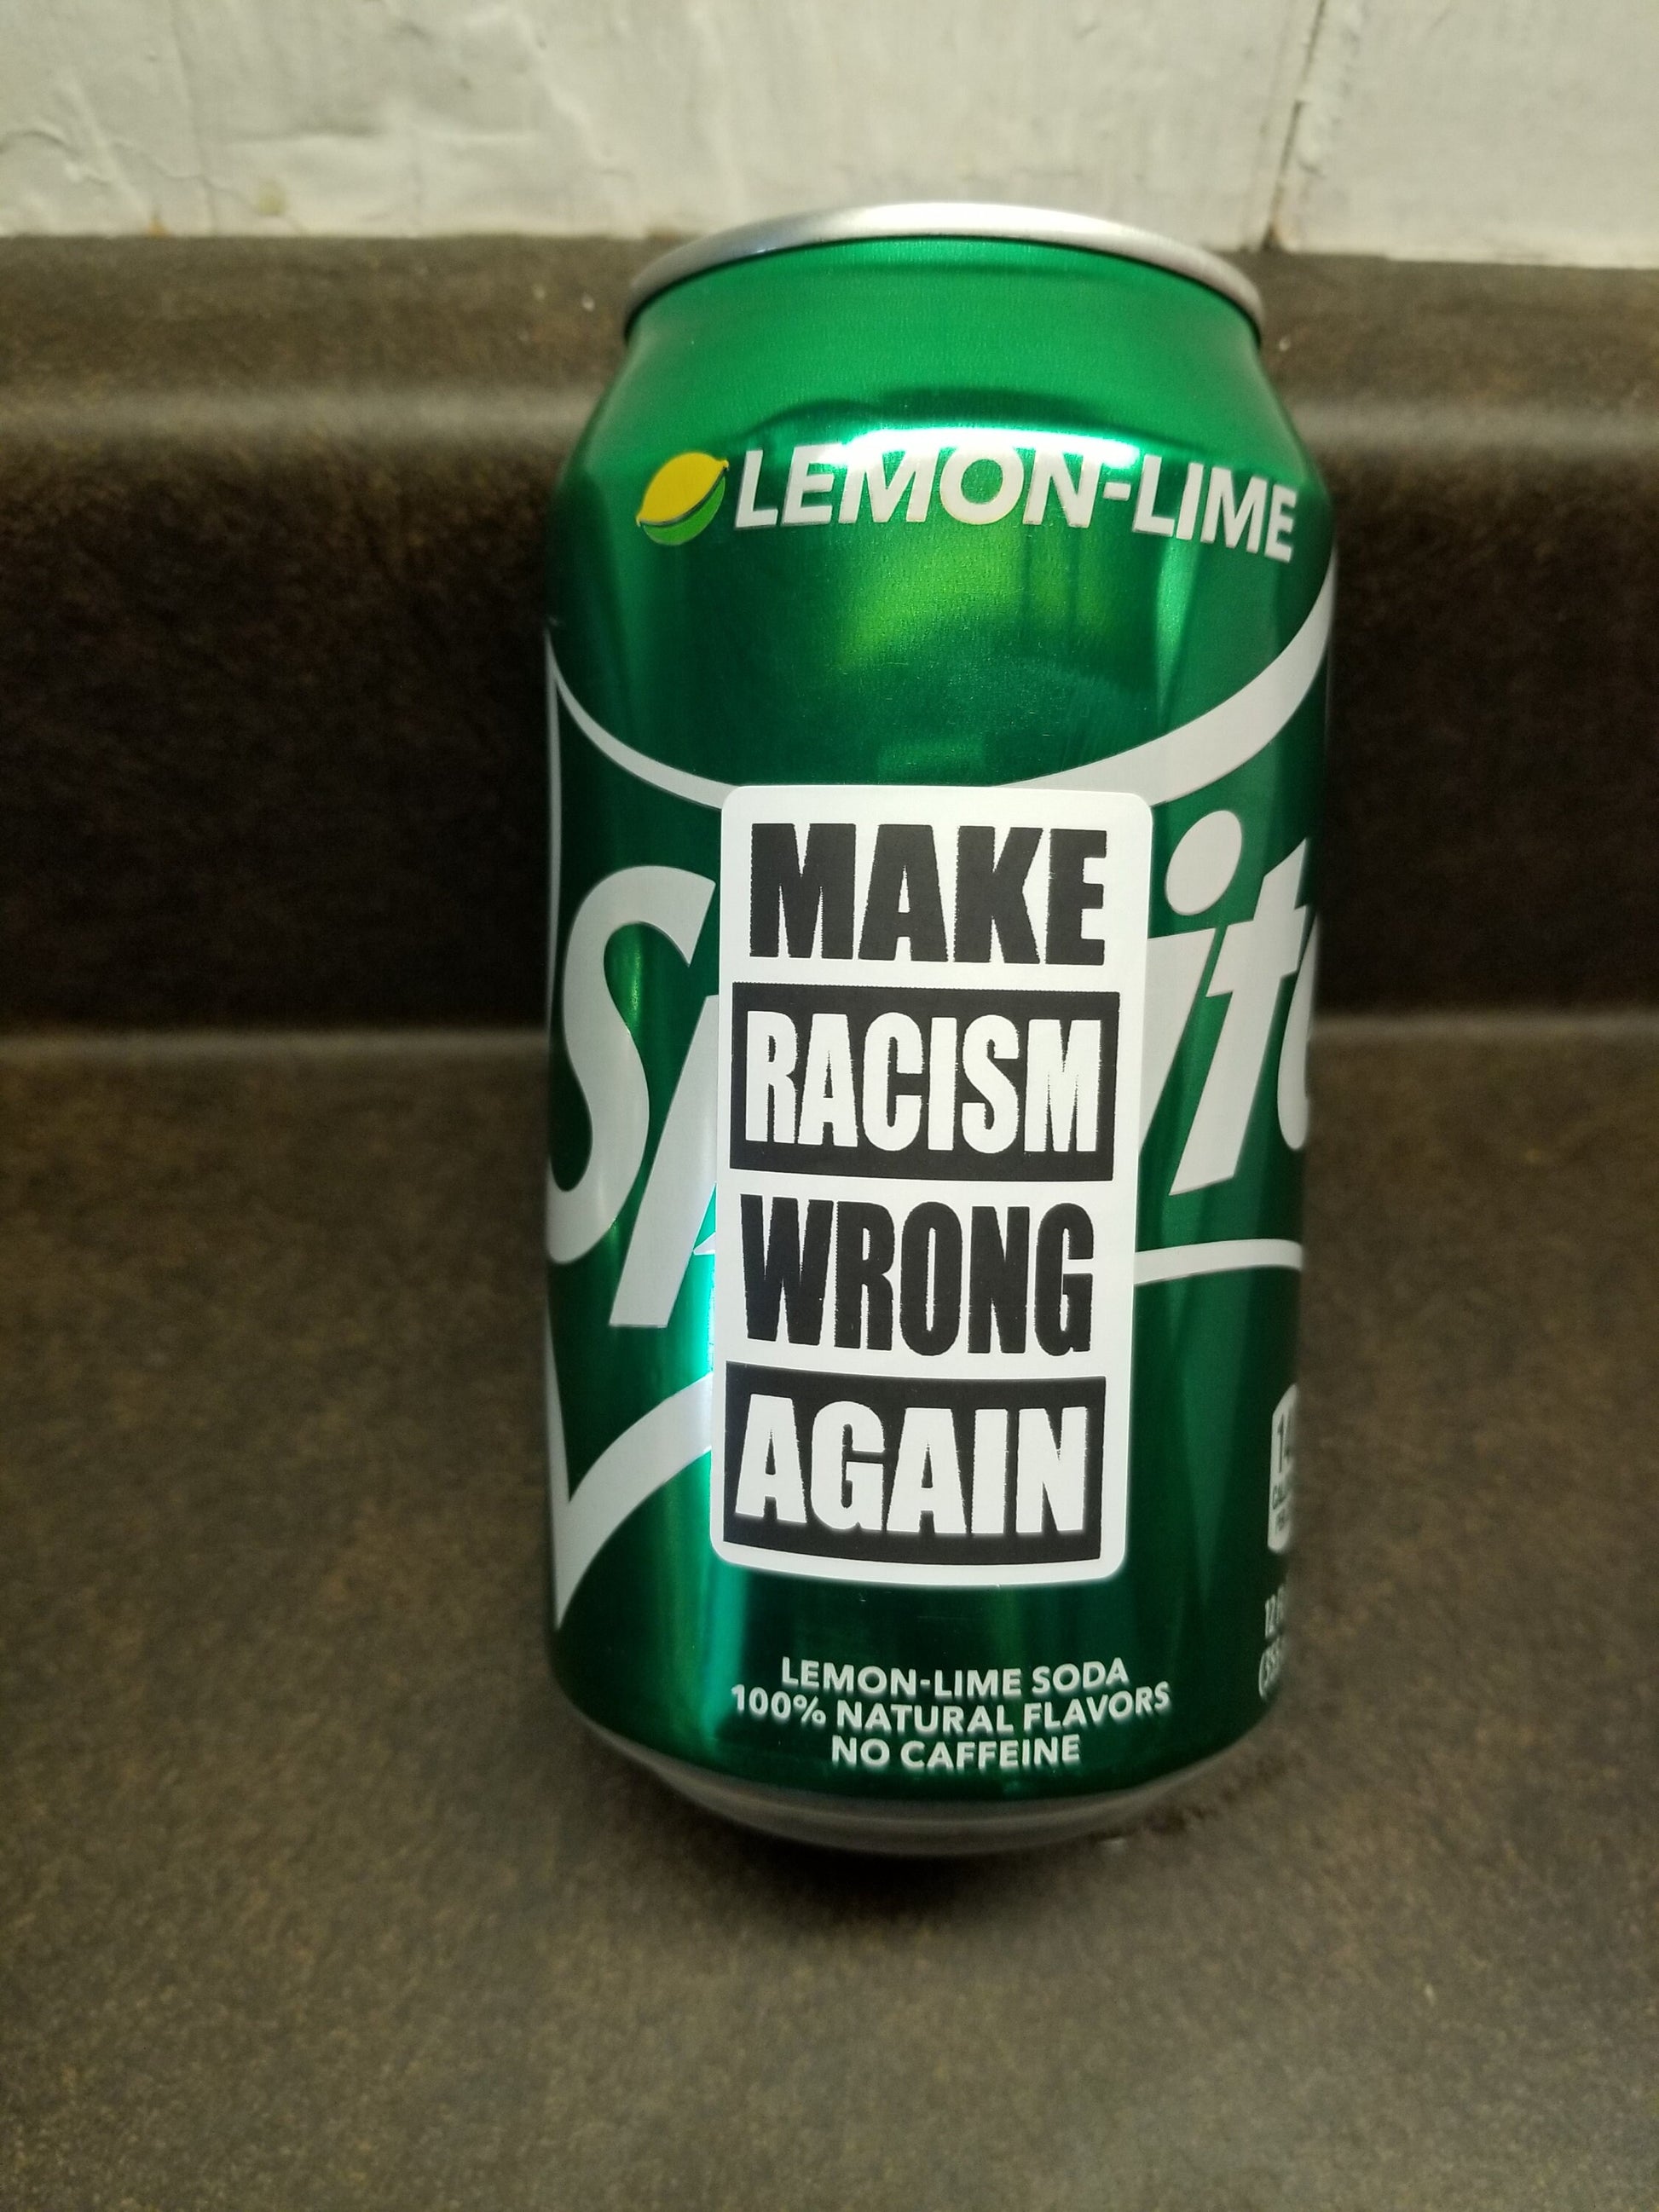 LEMON-LIME
MAKE
RACISM
WRONG
AGAIN
LEMON-LIME SODA
100% NATURAL FLAVORS
NO CAFFEINE